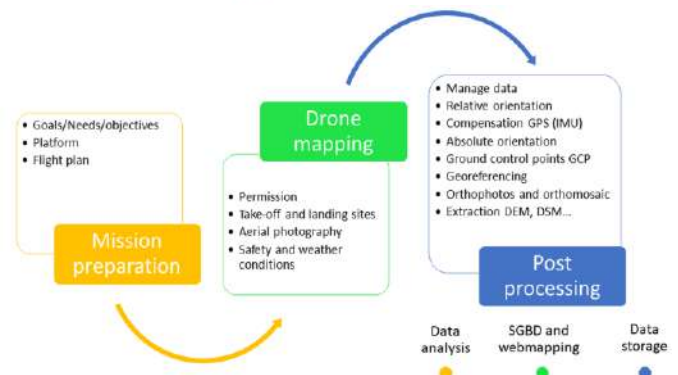 • Goals/Needs/objectives
• Platform
• Flight plan
Mission
preparation
Drone
mapping
• Permission
• Take-off and landing sites
• Aerial photography
• Safety and weather
conditions
• Manage data
• Relative orientation
• Compensation GPS (IMU)
• Absolute orientation
• Ground control points GCP
• Georeferencing
• Orthophotos and orthomosaic
• Extraction DEM, DSM...
Post
processing
Data
analysis
SGBD and
webmapping
Data
storage